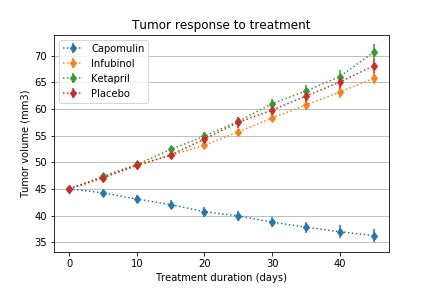 Tumor response to treatment
Capomulin
Infubinol
Ketapril
Placebo
70
65
60
55
50
45
40
35
Tumor volume (mm3)
0 10 20 30 40
Treatment duration (days)